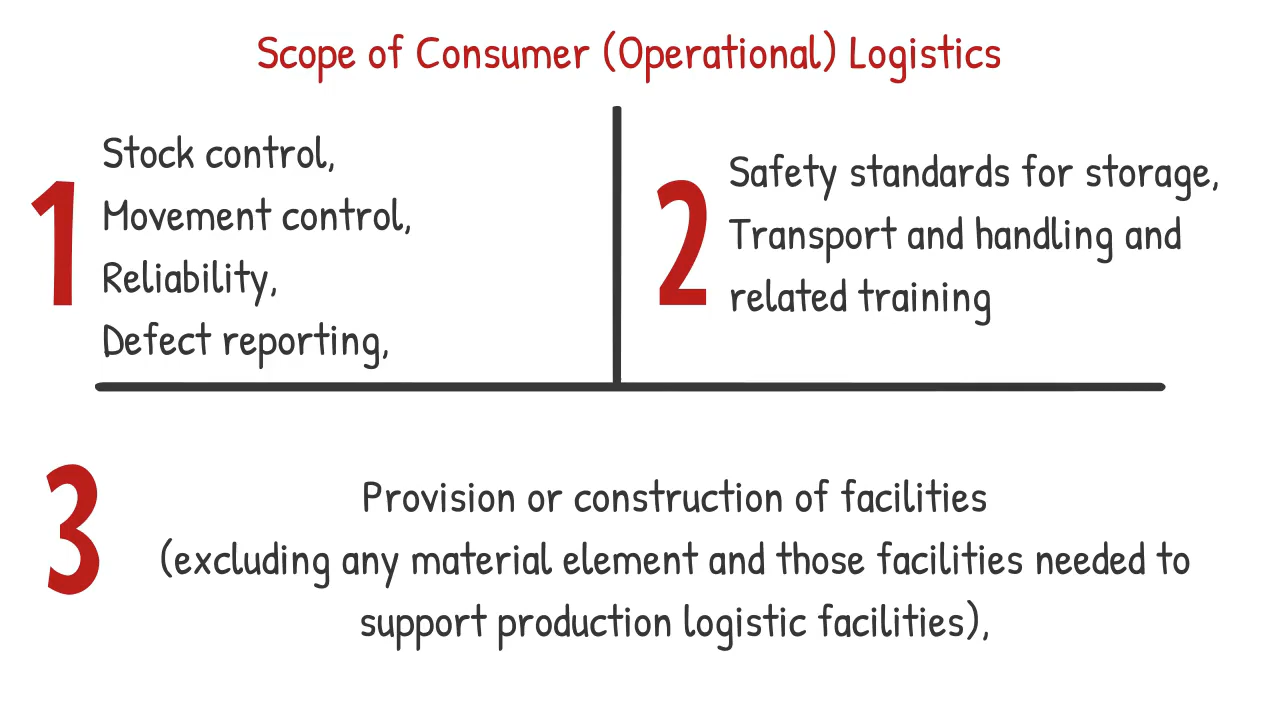 Scope of Consumer (Operational) Logistics
1
Stock control,
Movement control,
Reliability,
Defect reporting,
2
Safety standards for storage,
Transport and handling and
related training
3
Provision or construction of facilities
(excluding any material element and those facilities needed to
support production logistic facilities),